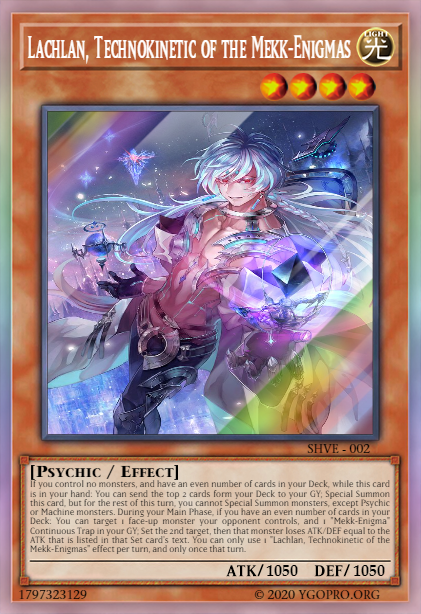 Lachlan, Technokinetic of the Mekk-Enigmas
LIGHT
光
SHVE - 002
[Psychic / Effect]
If you control no monsters, and have an even number of cards in your Deck, while this card
is in your hand: You can send the top 2 cards form your Deck to your GY; Special Summon
this card, but for the rest of this turn, you cannot Special Summon monsters, except Psychic
or Machine monsters. During your Main Phase, if you have an even number of cards in your
Deck: You can target 1 face-up monster your opponent controls, and 1 "Mekk-Enigma"
Continuous Trap in your GY; Set the 2nd target, then that monster loses ATK/DEF equal to the
ATK that is listed in that Set card's text. You can only use 1 "Lachlan, Technokinetic of the
Mekk-Enigmas" effect per turn, and only once that turn.
ATK/1050 DEF/1050
1797323129
© 2020 YGOPRO.ORG